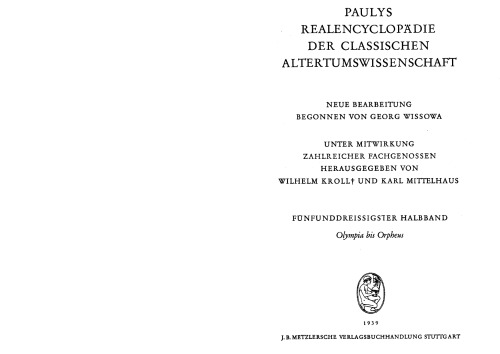 PAULYS
REALENCYCLOPÄDIE
DER CLASSISCHEN
ALTERTUMSWISSENSCHAFT
NEUE BEARBEITUNG
BEGONNEN VON GEORG WISSOWA
UNTER MITWIRKUNG
ZAHLREICHER FACHGENOSSEN
HERAUSGEGEBEN VON
WILHELM KROLL† UND KARL MITTELHAUS
FÜNFUNDDREISSIGSTER HALBBAND
Olympia bis Orpheus
1939
J. B. METZLERSCHE VERLAGSBUCHHANDLUNG STUTTGART